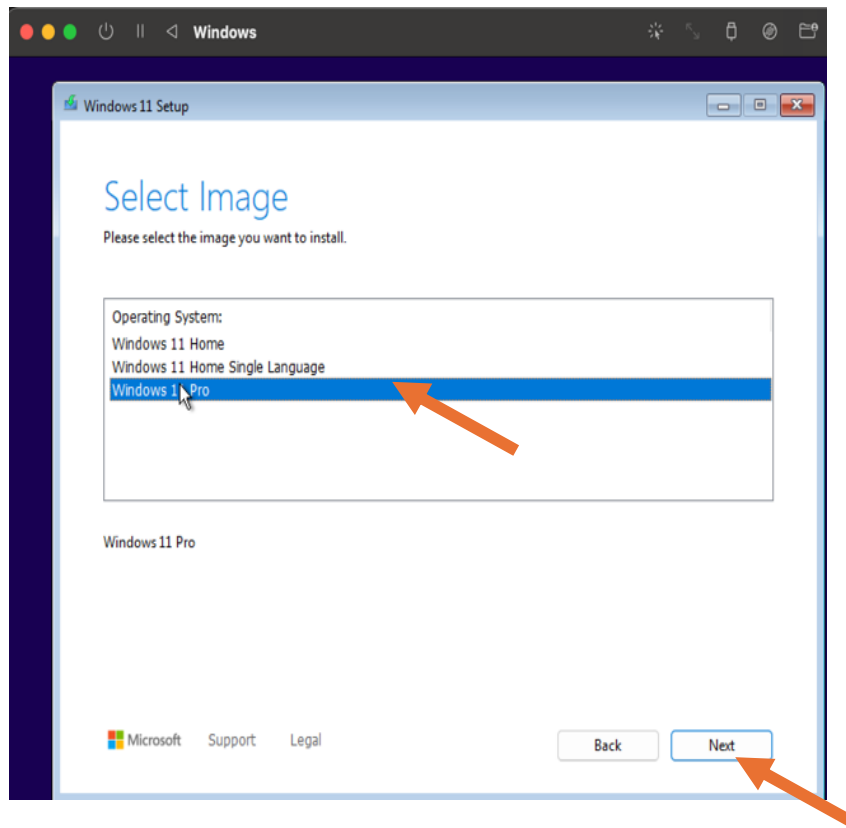 Windows
Windows 11 Setup
Select Image
Please select the image you want to install.
Operating System:
Windows 11 Home
Windows 11 Home Single Language
Windows 11 Pro
Windows 11 Pro
Microsoft Support Legal
Back Next